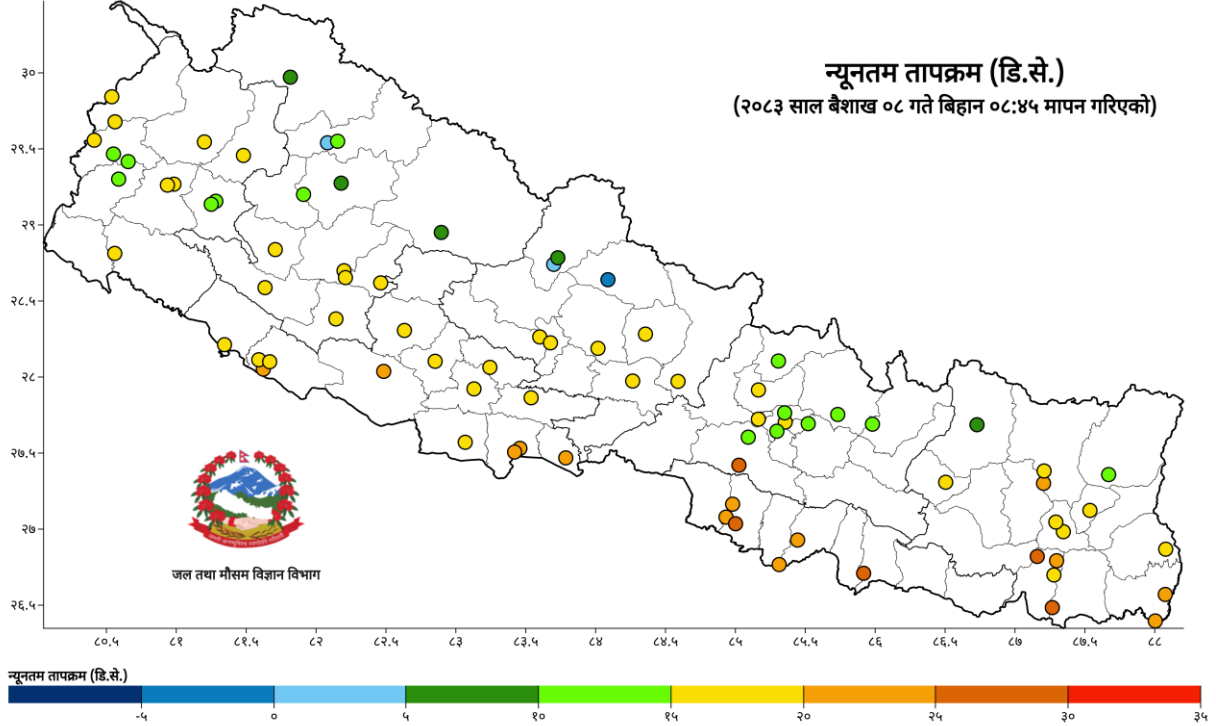 न्यूनतम तापक्रम (डि.से.)
(२०८३ साल बैशाख ०८ गते बिहान ०८:४५ मापन गरिएको)
३०
२९.५
२९
२८.५
२८
२७.५
२७
२६.५
जल तथा मौसम विज्ञान विभाग
८०.५ ८१ ८१.५ ८२ ८२.५ ८३ ८३.५ ८४ ८४.५ ८५ ८५.५ ८६ ८६.५ ८७ ८७.५ ८८
न्यूनतम तापक्रम (डि.से.)
-५ ० ५ १० १५ २० २५ ३० ३५